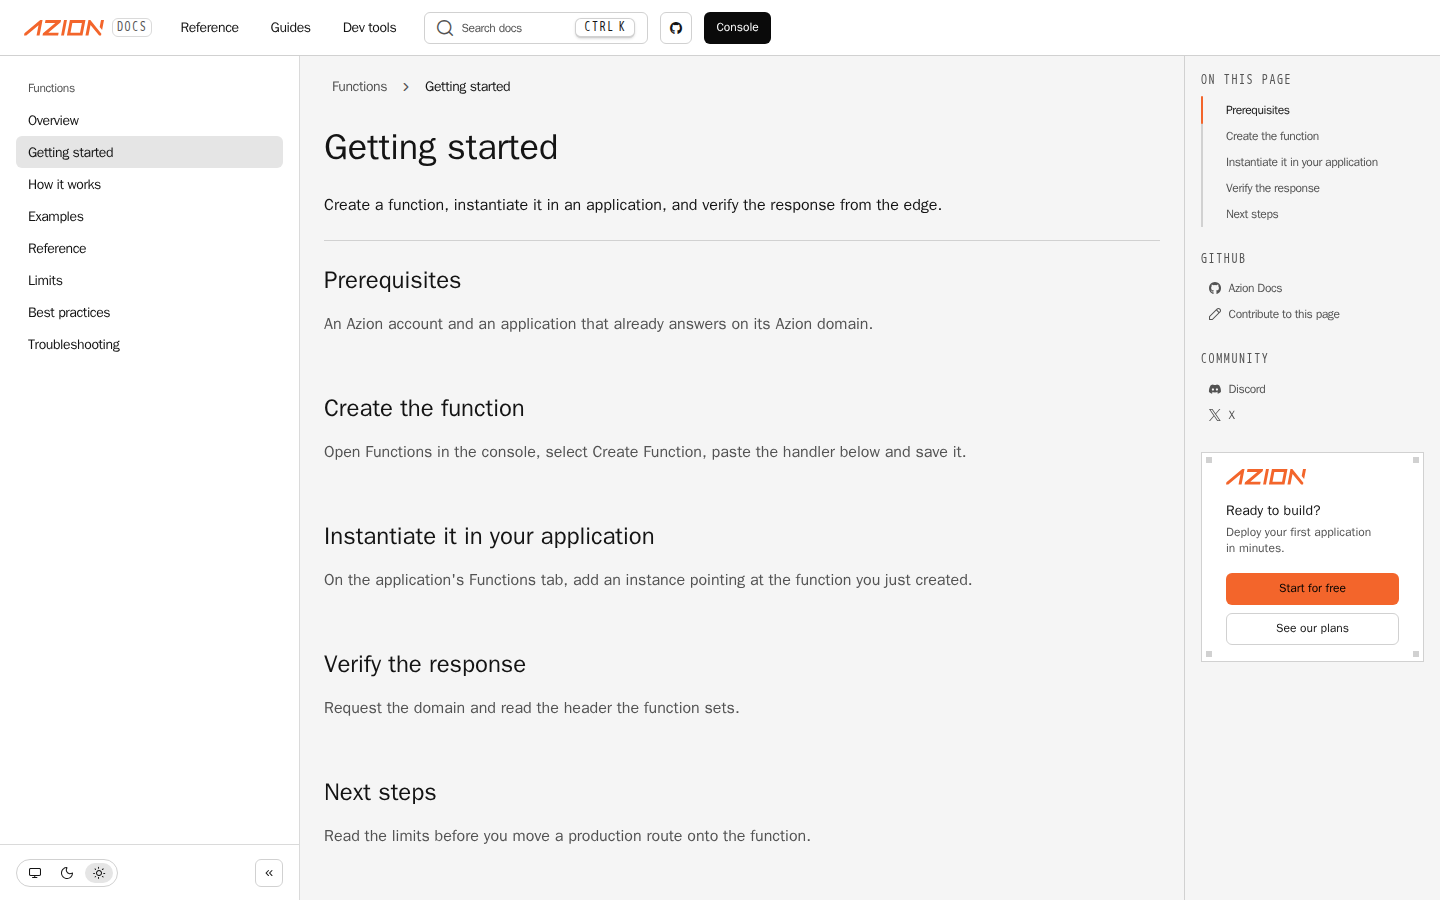 AZION DOCS
Reference
Guides
Dev tools
Search docs
CTRL K
Console
Functions
Overview
Getting started
How it works
Examples
Reference
Limits
Best practices
Troubleshooting
Functions
Getting started
Getting started
Create a function, instantiate it in an application, and verify the response from the edge.
Prerequisites
An Azion account and an application that already answers on its Azion domain.
Create the function
Open Functions in the console, select Create Function, paste the handler below and save it.
Instantiate it in your application
On the application's Functions tab, add an instance pointing at the function you just created.
Verify the response
Request the domain and read the header the function sets.
Next steps
Read the limits before you move a production route onto the function.
ON THIS PAGE
Prerequisites
Create the function
Instantiate it in your application
Verify the response
Next steps
GITHUB
Azion Docs
Contribute to this page
COMMUNITY
Discord
X
AZION
Ready to build?
Deploy your first application
in minutes.
Start for free
See our plans